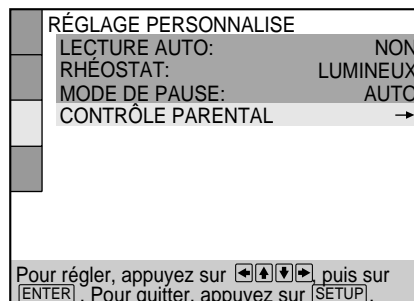 RÉGLAGE PERSONNALISE
LECTURE AUTO: NON
RHÉOSTAT: LUMINEUX
MODE DE PAUSE: AUTO
CONTRÔLE PARENTAL →
Pour régler, appuyez sur ←↑↓→, puis sur
ENTER . Pour quitter, appuyez sur SETUP.